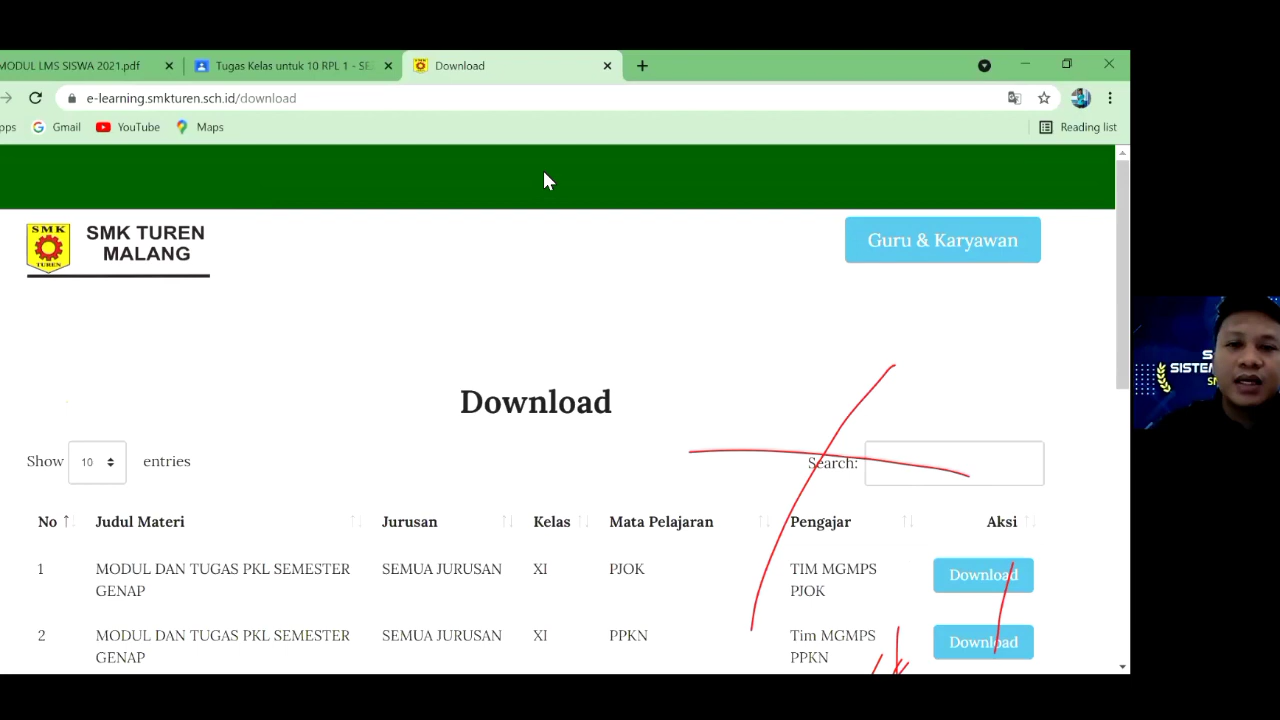 MODUL LMS SISWA 2021.pdf
Tugas Kelas untuk 10 RPL 1 - SE
Download
e-learning.smkturen.sch.id/download
Gmail
YouTube
Maps
Reading list
SMK
TUREN
SMK TUREN
MALANG
Guru & Karyawan
Download
Show 10 entries
Search:
No Judul Materi Jurusan Kelas Mata Pelajaran Pengajar Aksi
1 MODUL DAN TUGAS PKL SEMESTER SEMUA JURUSAN XI PJOK TIM MGMPS Download
GENAP PJOK
2 MODUL DAN TUGAS PKL SEMESTER SEMUA JURUSAN XI PPKN Tim MGMPS Download
GENAP PPKN
SISTE